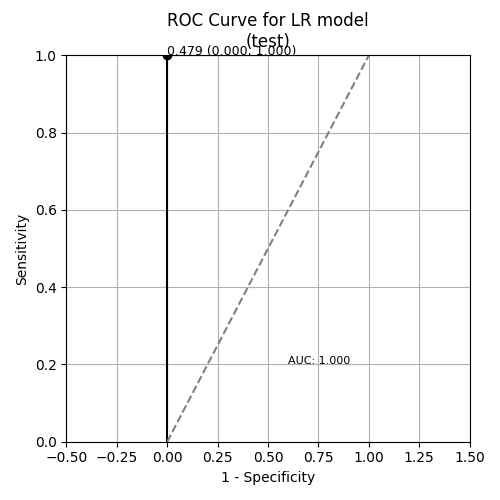 ROC Curve for LR model
(test)
0.479 (0.000, 1.000)
1.0
0.8
0.6
0.4
0.2
0.0
Sensitivity
AUC: 1.000
−0.50 −0.25 0.00 0.25 0.50 0.75 1.00 1.25 1.50
1 - Specificity